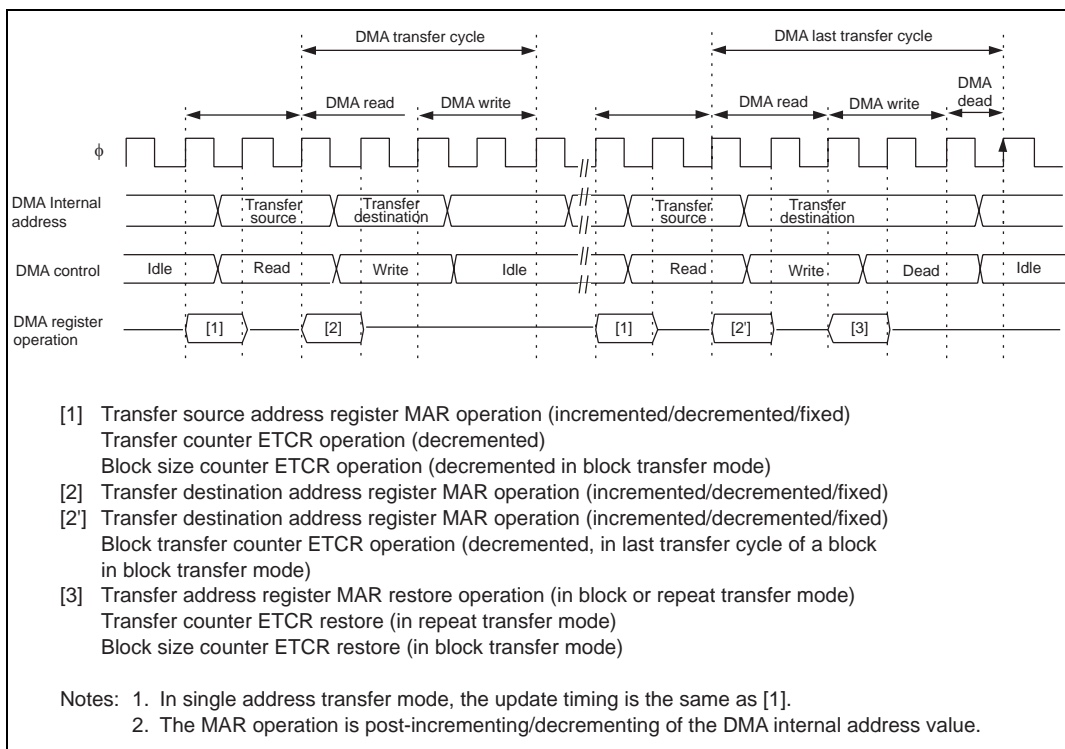 DMA transfer cycle
DMA last transfer cycle
DMA read
DMA write
DMA read
DMA write
DMA
dead
ϕ
DMA Internal
address
Transfer
source
Transfer
destination
Transfer
source
Transfer
destination
DMA control
Idle
Read
Write
Idle
Read
Write
Dead
Idle
DMA register
operation
[1]
[2]
[1]
[2']
[3]
[1] Transfer source address register MAR operation (incremented/decremented/fixed)
Transfer counter ETCR operation (decremented)
Block size counter ETCR operation (decremented in block transfer mode)
[2] Transfer destination address register MAR operation (incremented/decremented/fixed)
[2'] Transfer destination address register MAR operation (incremented/decremented/fixed)
Block transfer counter ETCR operation (decremented, in last transfer cycle of a block
in block transfer mode)
[3] Transfer address register MAR restore operation (in block or repeat transfer mode)
Transfer counter ETCR restore (in repeat transfer mode)
Block size counter ETCR restore (in block transfer mode)
Notes: 1. In single address transfer mode, the update timing is the same as [1].
2. The MAR operation is post-incrementing/decrementing of the DMA internal address value.